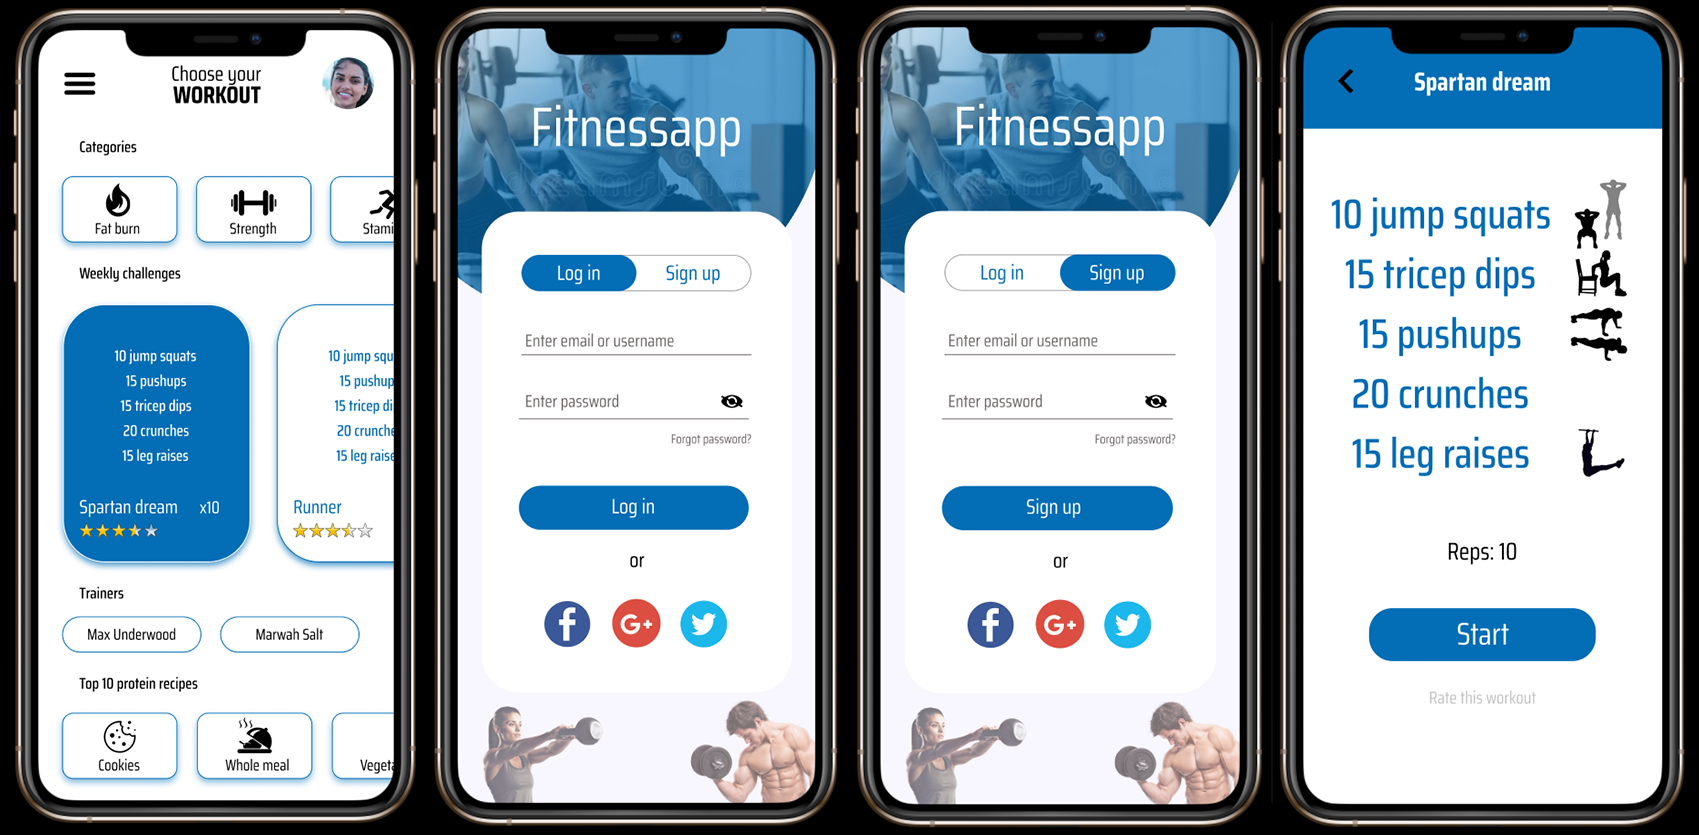 Choose your
WORKOUT
Categories
Fat burn
Strength
Stami
Weekly challenges
10 jump squats
15 pushups
15 tricep dips
20 crunches
15 leg raises
Spartan dream x10
10 jump squ
15 pushup
15 tricep di
20 crunche
15 leg raise
Runner
Trainers
Max Underwood
Marwah Salt
Top 10 protein recipes
Cookies
Whole meal
Vegeta
Fitnessapp
Log in
Sign up
Enter email or username
Enter password
Forgot password?
Log in
or
f
G+
Fitnessapp
Log in
Sign up
Enter email or username
Enter password
Forgot password?
Sign up
or
f
G+
Spartan dream
10 jump squats
15 tricep dips
15 pushups
20 crunches
15 leg raises
Reps: 10
Start
Rate this workout